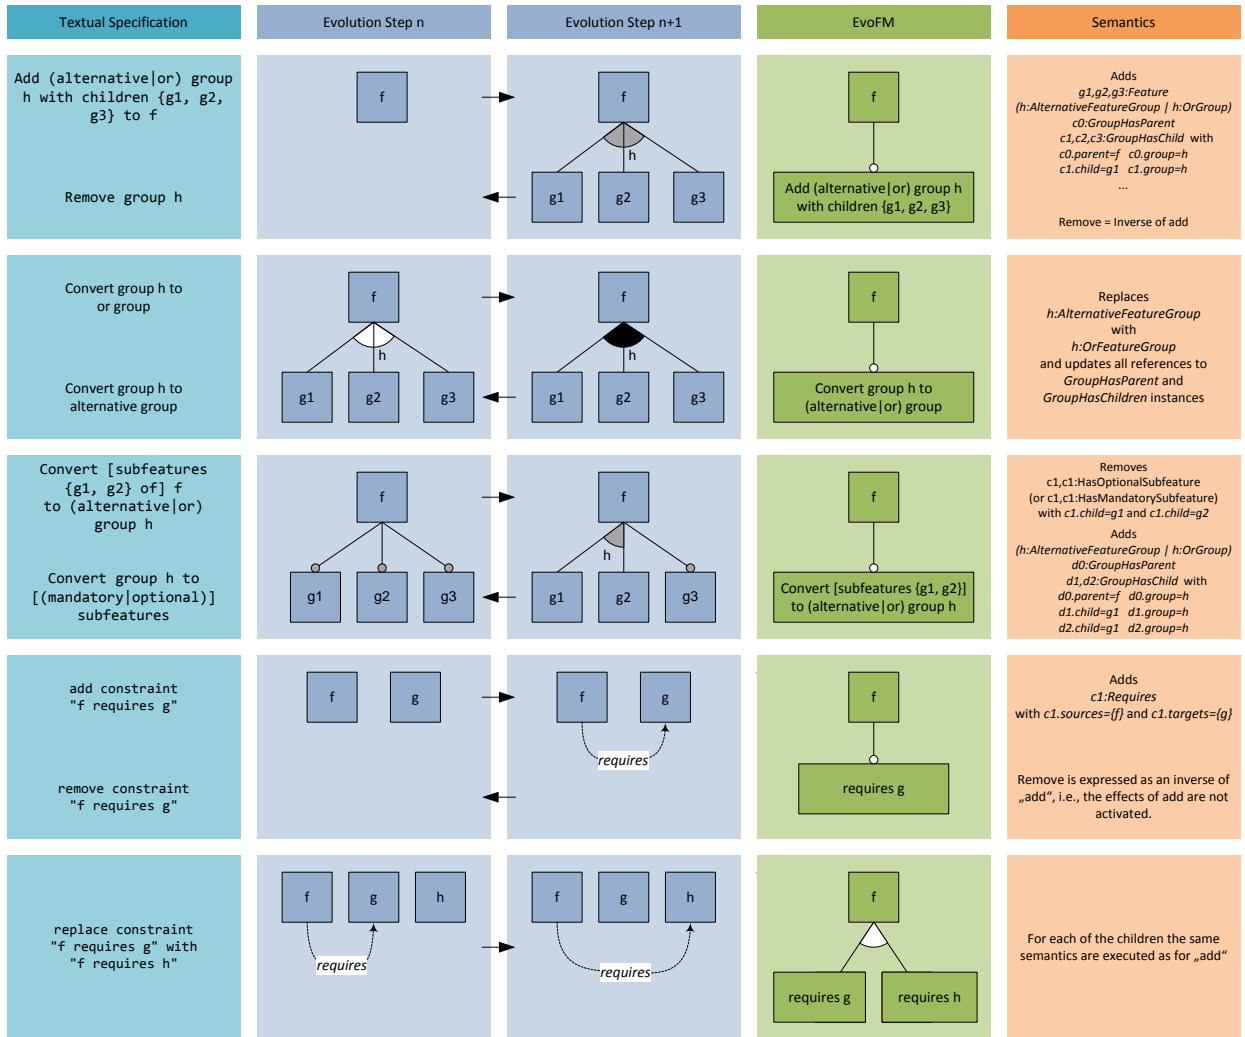 Textual Specification
Evolution Step n
Evolution Step n+1
EvoFM
Semantics
Add (alternative|or) group
h with children {g1, g2,
g3} to f
Remove group h
f
f
h
g1
g2
g3
f
Add (alternative|or) group h
with children {g1, g2, g3}
Adds
g1,g2,g3:Feature
(h:AlternativeFeatureGroup | h:OrGroup)
c0:GroupHasParent
c1,c2,c3:GroupHasChild with
c0.parent=f c0.group=h
c1.child=g1 c1.group=h
...
Remove = Inverse of add
Convert group h to
or group
Convert group h to
alternative group
f
h
g1
g2
g3
f
h
g1
g2
g3
f
Convert group h to
(alternative|or) group
Replaces
h:AlternativeFeatureGroup
with
h:OrFeatureGroup
and updates all references to
GroupHasParent and
GroupHasChildren instances
Convert [subfeatures
{g1, g2} of] f
to (alternative|or)
group h
Convert group h to
[(mandatory|optional)]
subfeatures
f
g1
g2
g3
f
h
g1
g2
g3
f
Convert [subfeatures {g1, g2}]
to (alternative|or) group h
Removes
c1,c1:HasOptionalSubfeature
(or c1,c1:HasMandatorySubfeature)
with c1.child=g1 and c1.child=g2
Adds
(h:AlternativeFeatureGroup | h:OrGroup)
d0:GroupHasParent
d1,d2:GroupHasChild with
d0.parent=f d0.group=h
d1.child=g1 d1.group=h
d2.child=g1 d2.group=h
add constraint
"f requires g"
remove constraint
"f requires g"
f
g
f
g
requires
f
requires g
Adds
c1:Requires
with c1.sources={f} and c1.targets={g}
Remove is expressed as an inverse of
„add“, i.e., the effects of add are not
activated.
replace constraint
"f requires g" with
"f requires h"
f
g
h
requires
f
g
h
requires
f
requires g
requires h
For each of the children the same
semantics are executed as for „add“